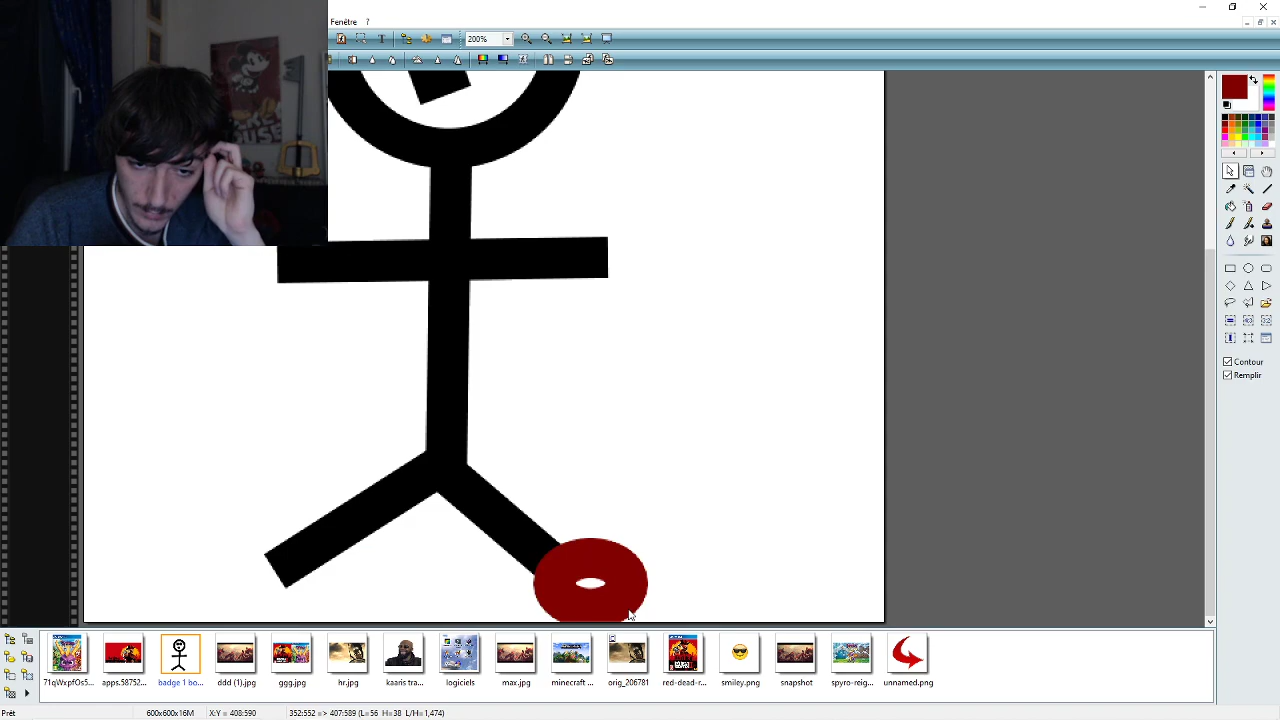 Fenêtre ?
T
200%
Contour
Remplir
71qWxpfOs5...
apps.58752...
badge 1 bo...
ddd (1).jpg
ggg.jpg
hr.jpg
kaaris tra...
logiciels
max.jpg
minecraft ...
orig_206781
red-dead-r...
smiley.png
snapshot
spyro-reig...
unnamed.png
Prêt
600x600x16M
X:Y = 408:590
352:552 => 407:589 (L=56 H=38 L/H=1,474)